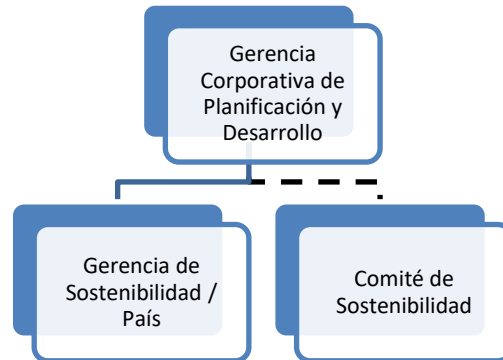 Gerencia
Corporativa de
Planificación y
Desarrollo
Gerencia de
Sostenibilidad /
País
Comité de
Sostenibilidad